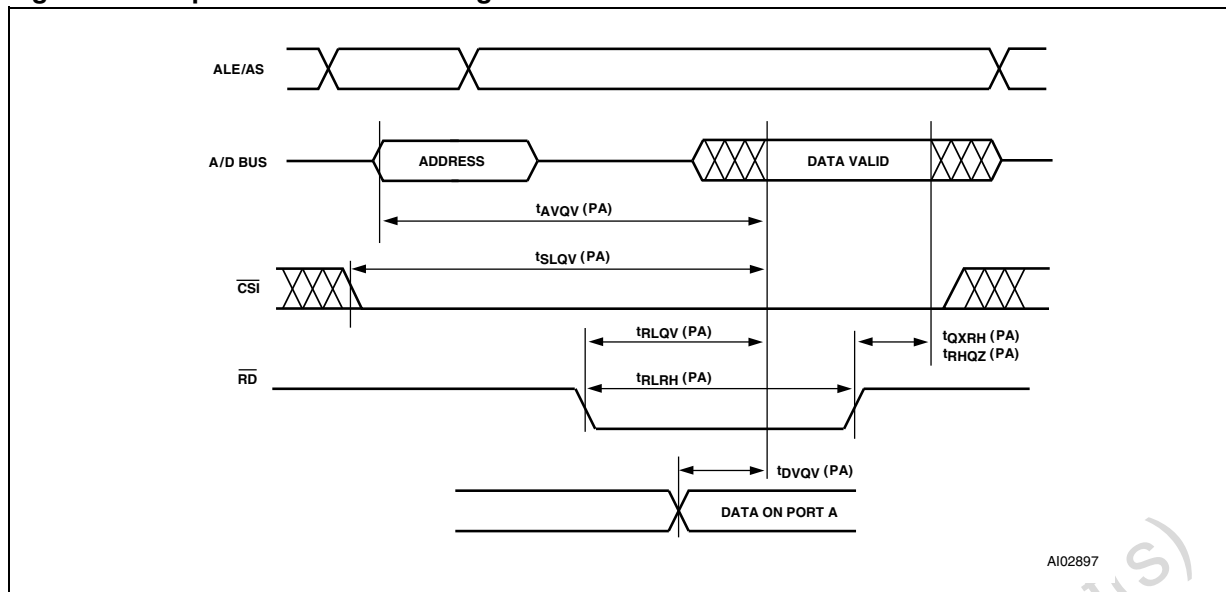 ALE/AS
A/D BUS
ADDRESS
DATA VALID
tAVQV (PA)
tSLQV (PA)
CSI
tRLQV (PA)
tQXRH (PA)
tRHQZ (PA)
RD
tRLRH (PA)
tDVQV (PA)
DATA ON PORT A
AI02897